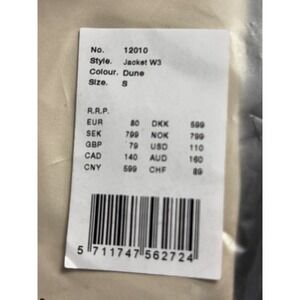 No. 12010
Style. Jacket W3
Colour. Dune
Size. S
R.R.P.
EUR 80 DKK 599
SEK 799 NOK 799
GBP 79 USD 110
CAD 140 AUD 160
CNY 599 CHF 89
5 711747 562724